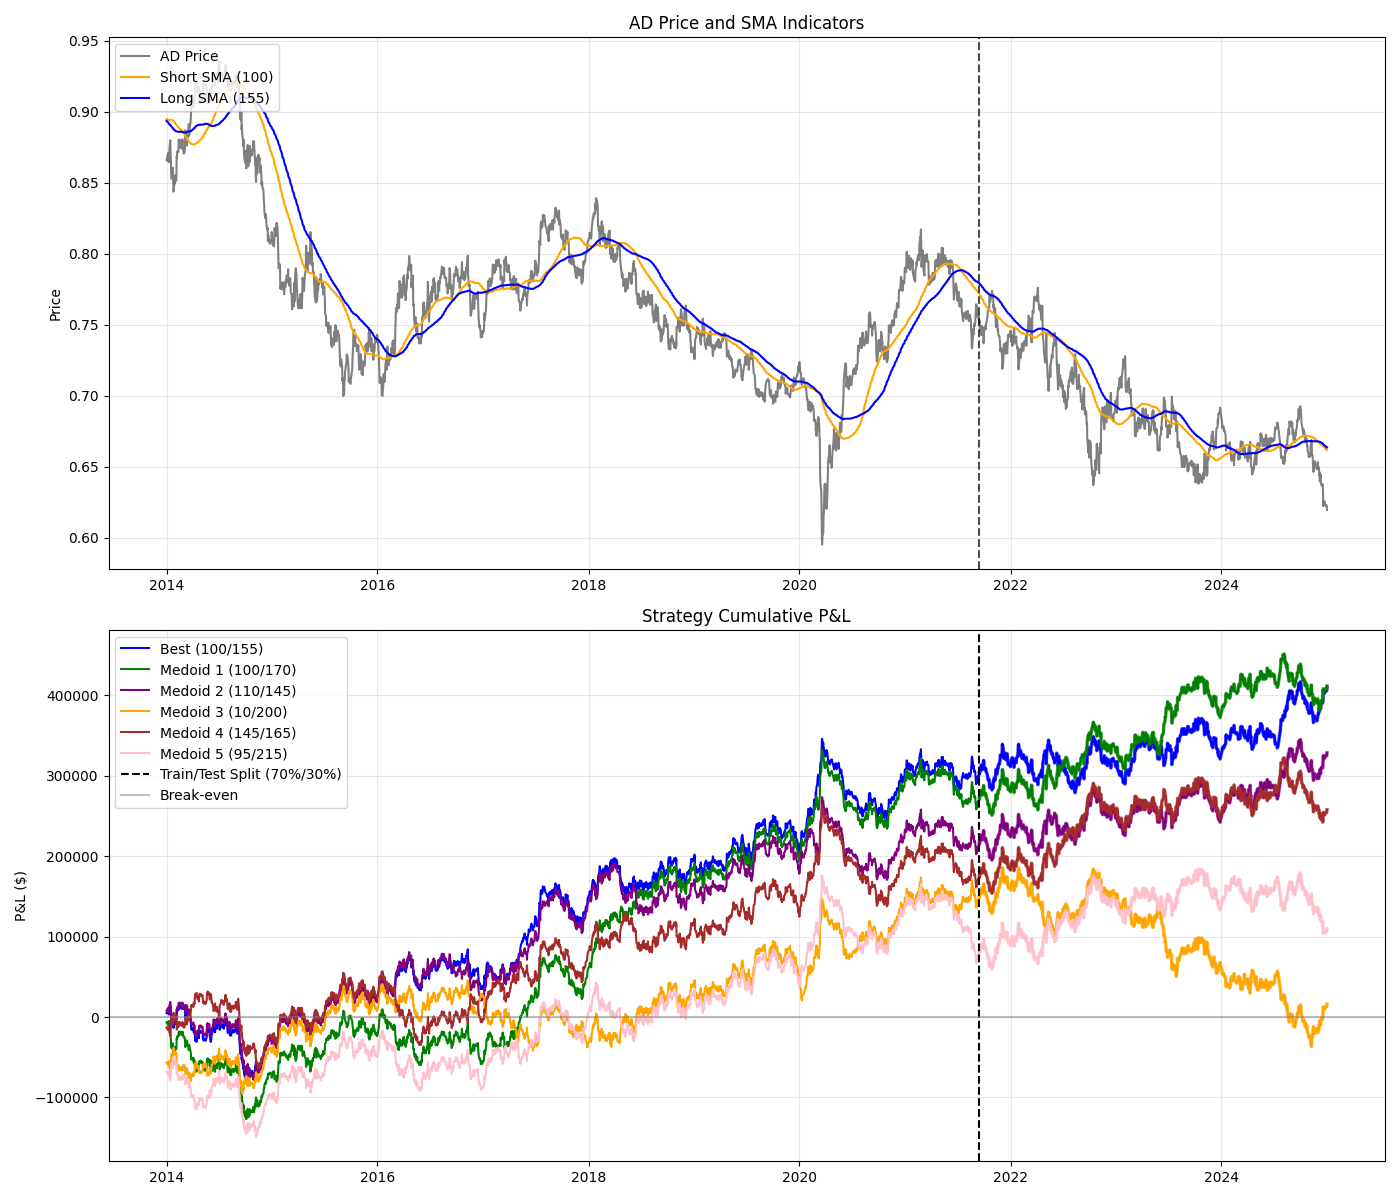 AD Price and SMA Indicators
AD Price
Short SMA (100)
Long SMA (155)
Price
0.95
0.90
0.85
0.80
0.75
0.70
0.65
0.60
2014 2016 2018 2020 2022 2024
Strategy Cumulative P&L
Best (100/155)
Medoid 1 (100/170)
Medoid 2 (110/145)
Medoid 3 (10/200)
Medoid 4 (145/165)
Medoid 5 (95/215)
Train/Test Split (70%/30%)
Break-even
P&L ($)
400000
300000
200000
100000
0
−100000
2014 2016 2018 2020 2022 2024